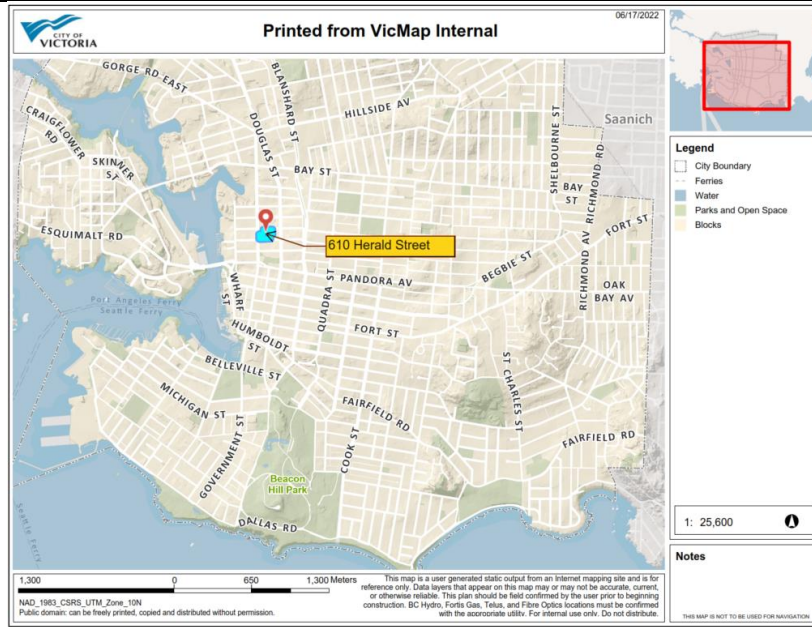 CITY OF
VICTORIA
Printed from VicMap Internal
06/17/2022
GORGE RD EAST
BLANSHARD ST
HILLSIDE AV
SHELBOURNE ST
Saanich
CRAIGFLOWER
RD
SKINNER
ST
DOUGLAS ST
BAY ST
BAY
ST
RICHMOND RD
ESQUIMALT RD
610 Herald Street
FORT ST
WHARF
ST
QUADRA ST
PANDORA AV
BEGBIE ST
RICHMOND AV
OAK
BAY AV
Port Angeles Ferry
Seattle Ferry
HUMBOLDT
ST
FORT ST
BELLEVILLE ST
ST CHARLES ST
MICHIGAN ST
FAIRFIELD RD
GOVERNMENT ST
COOK ST
FAIRFIELD RD
Beacon
Hill Park
DALLAS RD
Seattle Ferry
Legend
City Boundary
Ferries
Water
Parks and Open Space
Blocks
1: 25,600
Notes
THIS MAP IS NOT TO BE USED FOR NAVIGATION
1,300 0 650 1,300 Meters
NAD_1983_CSRS_UTM_Zone_10N
Public domain: can be freely printed, copied and distributed without permission.
This map is a user generated static output from an Internet mapping site and is for
reference only. Data layers that appear on this map may or may not be accurate, current,
or otherwise reliable. This plan should be field confirmed by the user prior to beginning
construction. BC Hydro, Fortis Gas, Telus, and Fibre Optics locations must be confirmed
with the appropriate utility. For internal use only. Do not distribute.